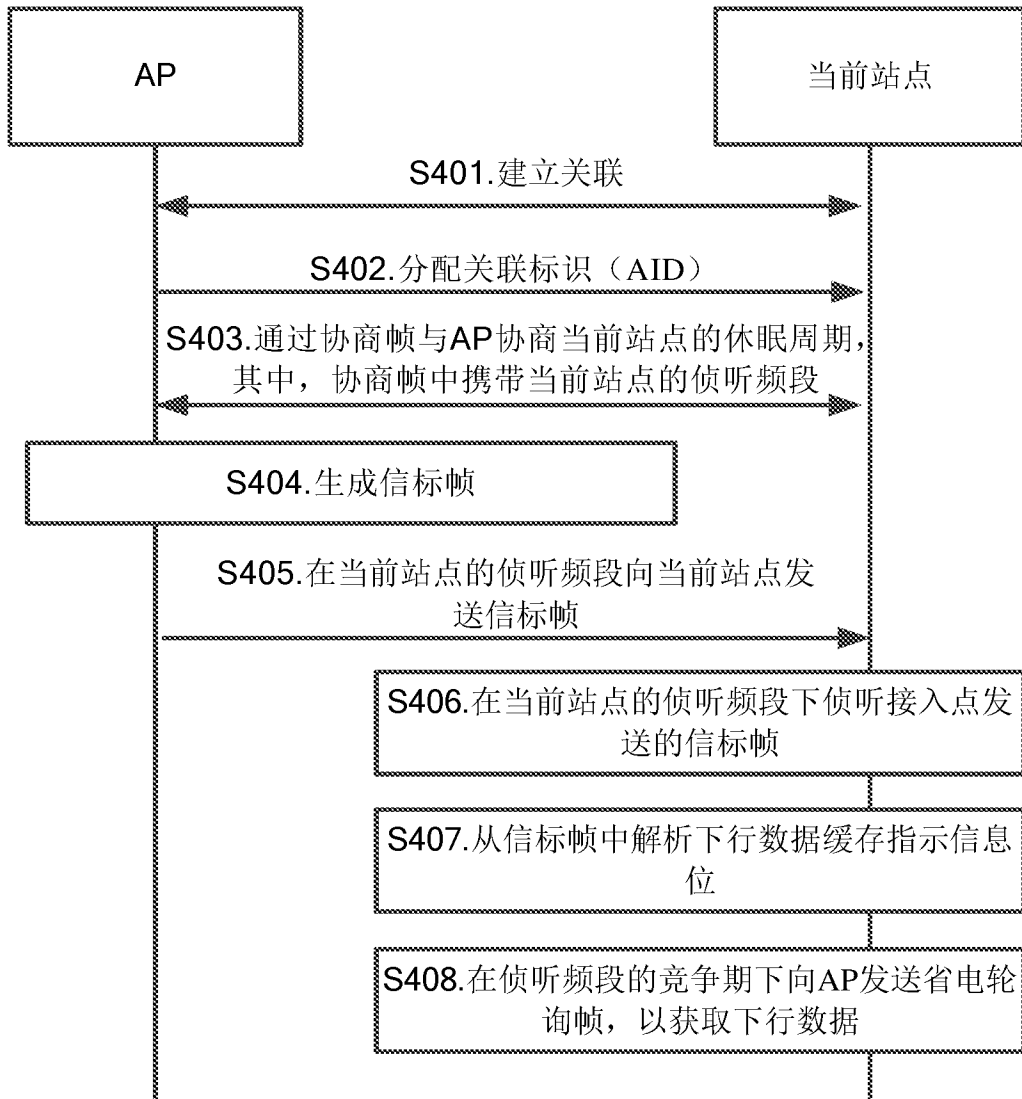 AP
当前站点
S401.建立关联
S402.分配关联标识（AID）
S403.通过协商帧与AP协商当前站点的休眠周期，
其中，协商帧中携带当前站点的侦听频段
S404.生成信标帧
S405.在当前站点的侦听频段向当前站点发
送信标帧
S406.在当前站点的侦听频段下侦听接入点发
送的信标帧
S407.从信标帧中解析下行数据缓存指示信息
位
S408.在侦听频段的竞争期下向AP发送省电轮
询帧，以获取下行数据